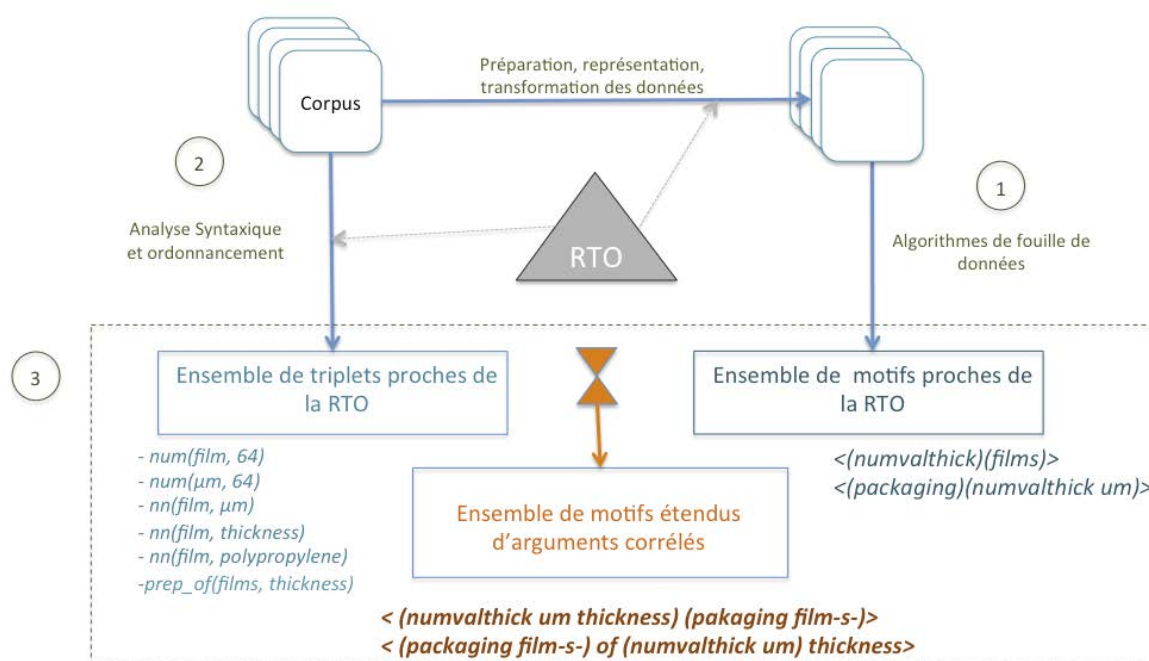 Préparation, représentation,
transformation des données
Corpus
2
1
Analyse Syntaxique
et ordonnancement
RTO
Algorithmes de fouille de
données
3
Ensemble de triplets proches de
la RTO
Ensemble de  motifs proches de
la RTO
- num(film, 64)
- num(μm, 64)
- nn(film, μm)
- nn(film, thickness)
- nn(film, polypropylene)
-prep_of(films, thickness)
<(numvalthick)(films)>
<(packaging)(numvalthick um)>
Ensemble de motifs étendus
d'arguments corrélés
< (numvalthick um thickness) (pakaging film-s-)>
< (packaging film-s-) of (numvalthick um) thickness>